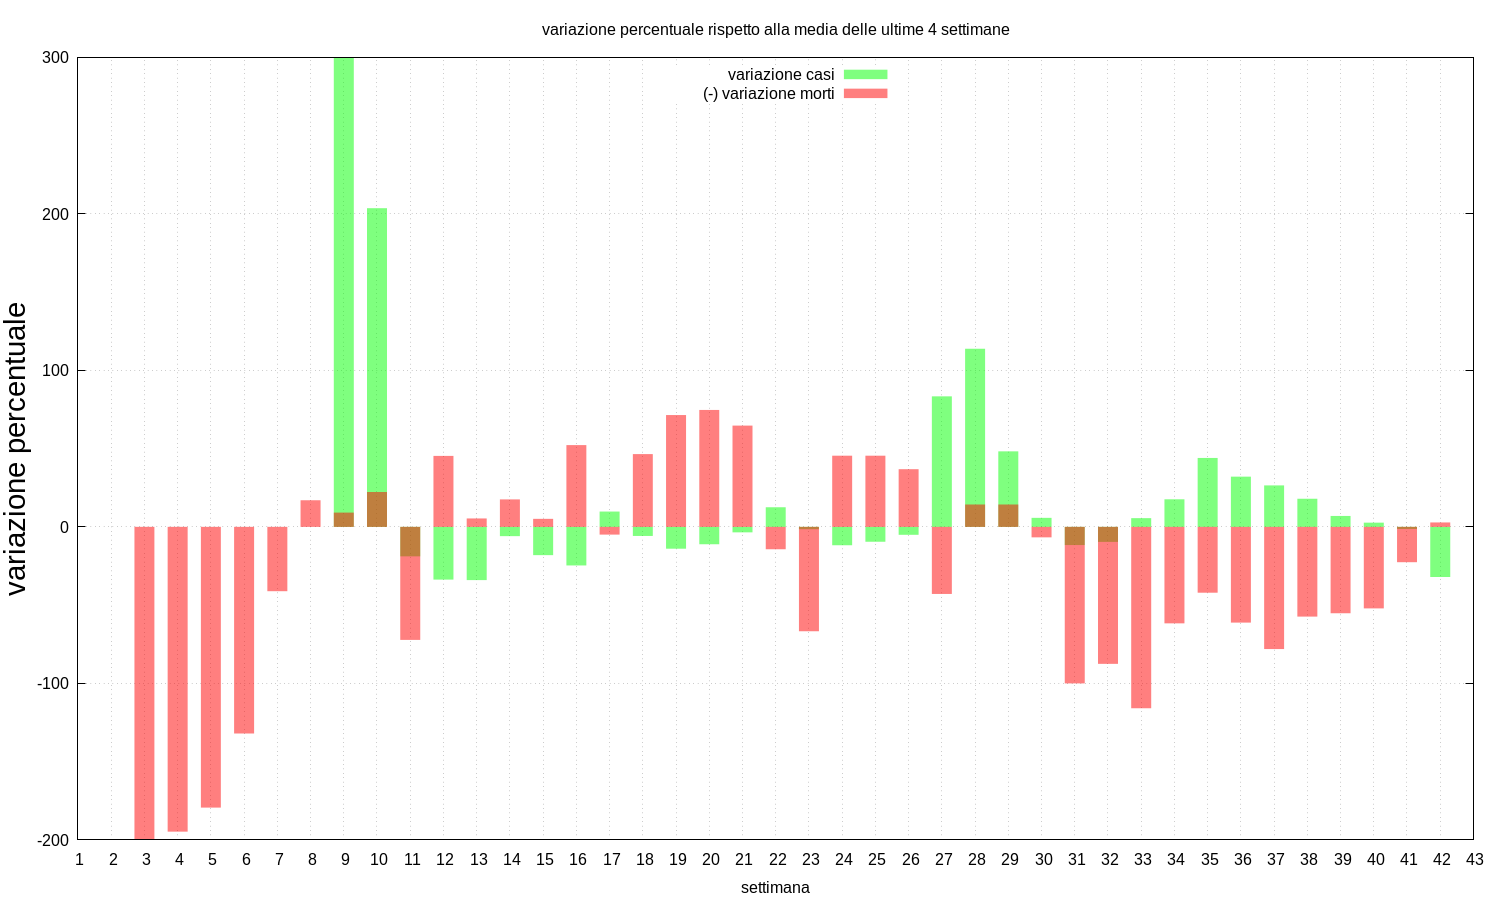 variazione percentuale rispetto alla media delle ultime 4 settimane
variazione casi
(-) variazione morti
300
200
100
0
-100
-200
variazione percentuale
1 2 3 4 5 6 7 8 9 10 11 12 13 14 15 16 17 18 19 20 21 22 23 24 25 26 27 28 29 30 31 32 33 34 35 36 37 38 39 40 41 42 43
settimana